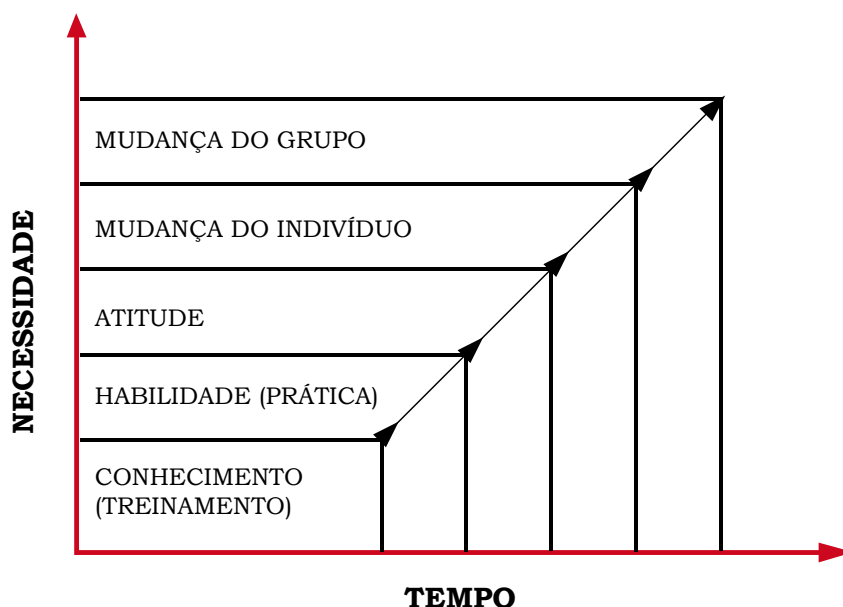 MUDANÇA DO GRUPO
MUDANÇA DO INDIVÍDUO
ATITUDE
HABILIDADE (PRÁTICA)
CONHECIMENTO
(TREINAMENTO)
NECESSIDADE
TEMPO